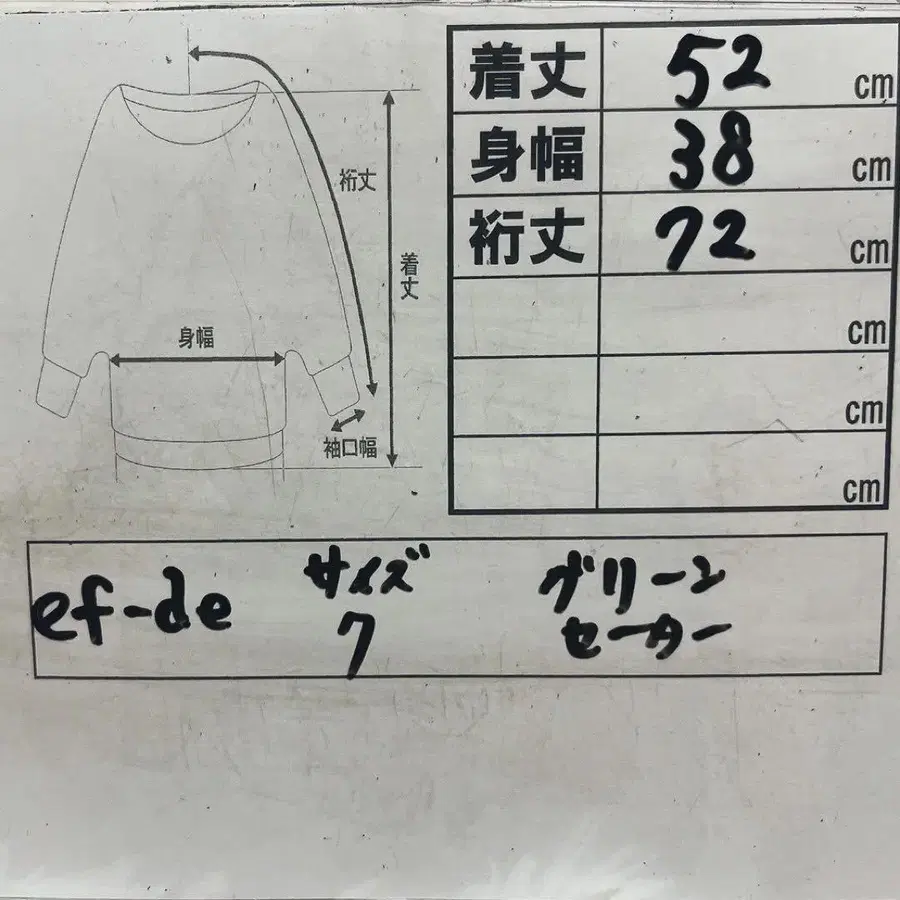 裄丈
着丈
身幅
袖口幅
着丈 52 cm
身幅 38 cm
裄丈 72 cm
cm
cm
cm
ef-de サイズ グリーン
7 セーター